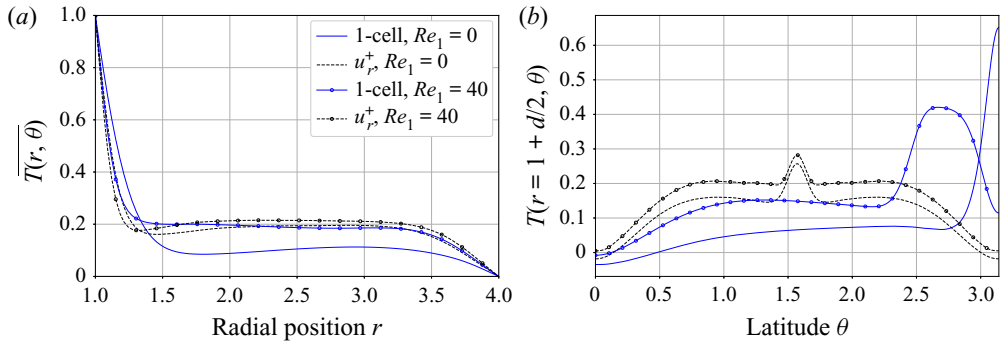 (a)
1.0
0.8
0.6
0.4
0.2
0
T(r, θ)
1-cell, Re₁ = 0
u_r⁺, Re₁ = 0
1-cell, Re₁ = 40
u_r⁺, Re₁ = 40
1.0 1.5 2.0 2.5 3.0 3.5 4.0
Radial position r
(b)
0.6
0.5
0.4
0.3
0.2
0.1
0
T(r = 1 + d/2, θ)
0 0.5 1.0 1.5 2.0 2.5 3.0
Latitude θ